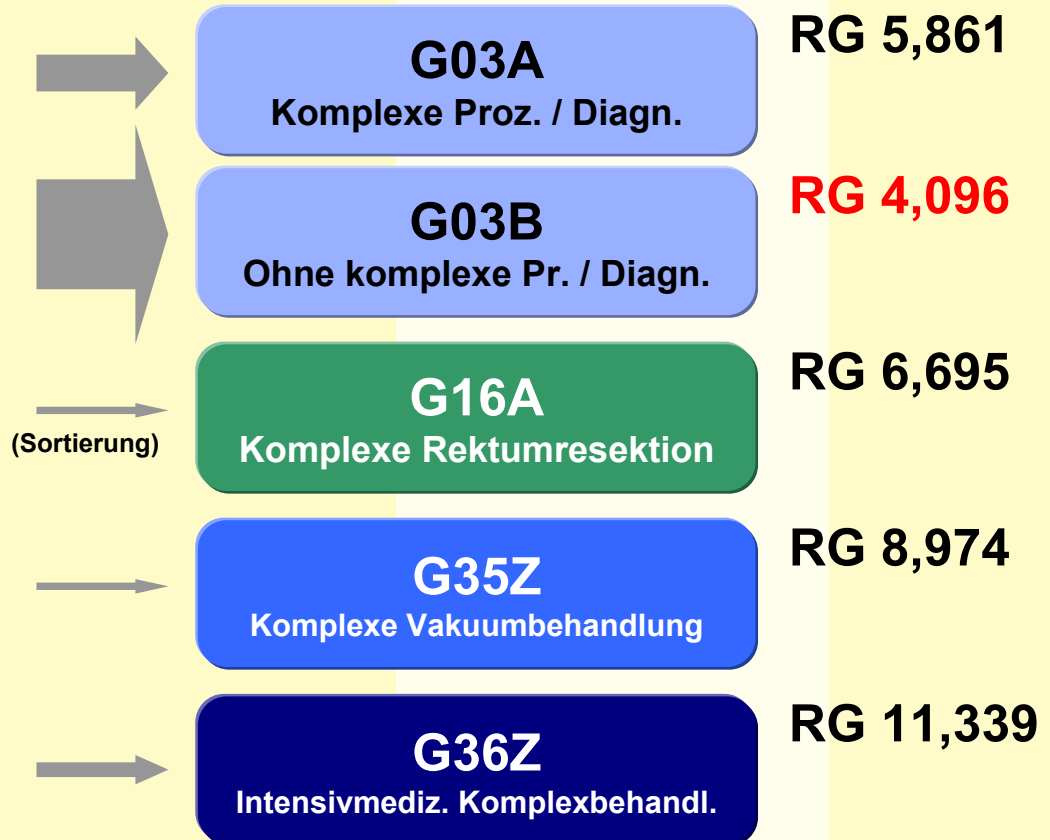 G03A
Komplexe Proz. / Diagn.
RG 5,861
G03B
Ohne komplexe Pr. / Diagn.
RG 4,096
(Sortierung)
G16A
Komplexe Rektumresektion
RG 6,695
G35Z
Komplexe Vakuumbehandlung
RG 8,974
G36Z
Intensivmediz. Komplexbehandl.
RG 11,339